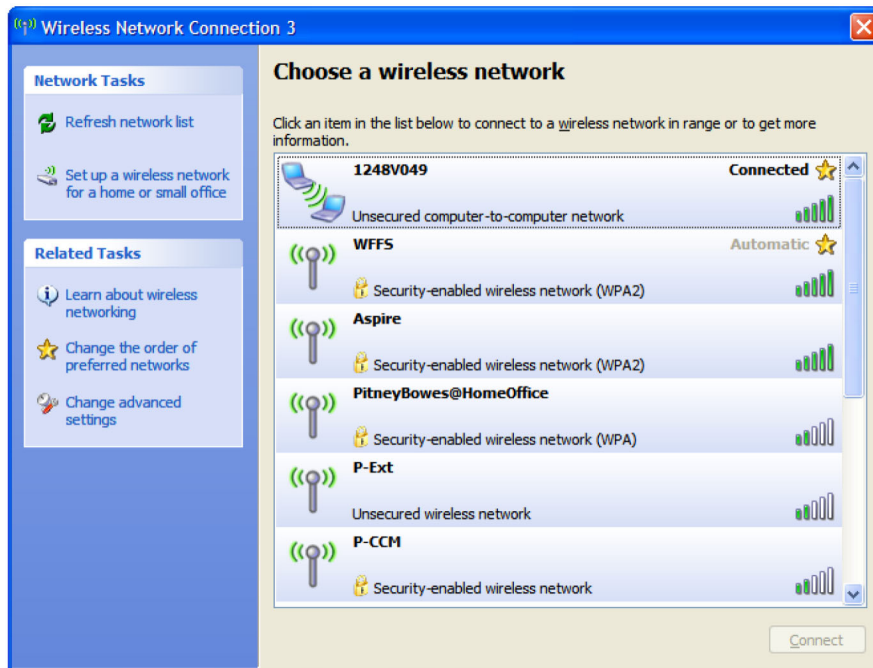 Wireless Network Connection 3
Network Tasks
Refresh network list
Set up a wireless network
for a home or small office
Related Tasks
Learn about wireless
networking
Change the order of
preferred networks
Change advanced
settings
Choose a wireless network
Click an item in the list below to connect to a wireless network in range or to get more
information.
1248V049
Connected
Unsecured computer-to-computer network
WFFS
Automatic
Security-enabled wireless network (WPA2)
Aspire
Security-enabled wireless network (WPA2)
PitneyBowes@HomeOffice
Security-enabled wireless network (WPA)
P-Ext
Unsecured wireless network
P-CCM
Security-enabled wireless network
Connect